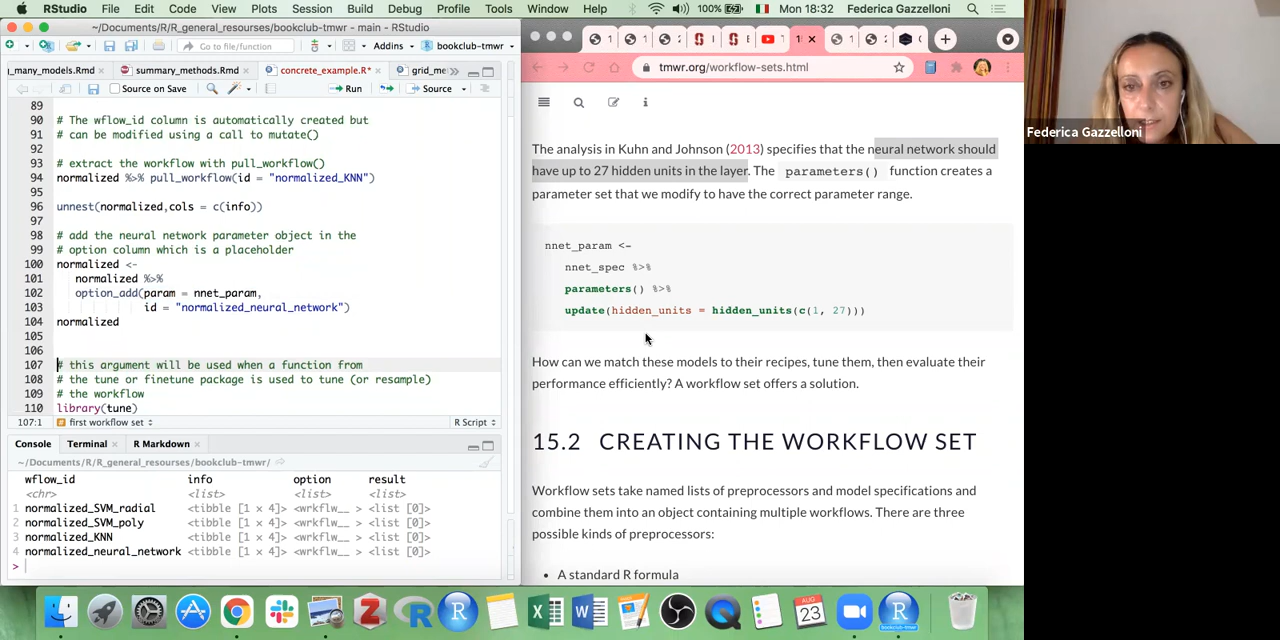 RStudio File Edit Code View Plots Session Build Debug Profile Tools Window Help 100% Mon 18:32 Federica Gazzelloni
~/Documents/R/R_general_resourses/bookclub-tmwr - main - RStudio
Go to file/function Addins bookclub-tmwr
_many_models.Rmd summary_methods.Rmd concrete_example.R* grid_me
Source on Save Run Source
89
90 # The wflow_id column is automatically created but
91 # can be modified using a call to mutate()
92
93 # extract the workflow with pull_workflow()
94 normalized %>% pull_workflow(id = "normalized_KNN")
95
96 unnest(normalized,cols = c(info))
97
98 # add the neural network parameter object in the
99 # option column which is a placeholder
100 normalized <-
101 normalized %>%
102 option_add(param = nnet_param,
103 id = "normalized_neural_network")
104 normalized
105
106
107 # this argument will be used when a function from
108 # the tune or finetune package is used to tune (or resample)
109 # the workflow
110 library(tune)
107:1 first workflow set R Script
Console Terminal R Markdown
~/Documents/R/R_general_resourses/bookclub-tmwr/
wflow_id info option result
<chr> <list> <list> <list>
1 normalized_SVM_radial <tibble [1 × 4]> <wrkflw__ > <list [0]>
2 normalized_SVM_poly <tibble [1 × 4]> <wrkflw__ > <list [0]>
3 normalized_KNN <tibble [1 × 4]> <wrkflw__ > <list [0]>
4 normalized_neural_network <tibble [1 × 4]> <wrkflw__ > <list [0]>
>
tmwr.org/workflow-sets.html
The analysis in Kuhn and Johnson (2013) specifies that the neural network should
have up to 27 hidden units in the layer. The parameters() function creates a
parameter set that we modify to have the correct parameter range.
nnet_param <-
nnet_spec %>%
parameters() %>%
update(hidden_units = hidden_units(c(1, 27)))
How can we match these models to their recipes, tune them, then evaluate their
performance efficiently? A workflow set offers a solution.
15.2 CREATING THE WORKFLOW SET
Workflow sets take named lists of preprocessors and model specifications and
combine them into an object containing multiple workflows. There are three
possible kinds of preprocessors:
• A standard R formula
Federica Gazzelloni
AUG
23
bookclub-tmwr